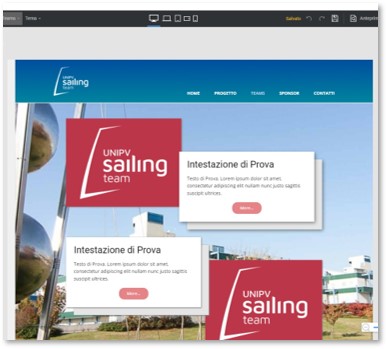 Tema
Salvato
Anteprima
UNIPV
sailing
team
HOME PROGETTO TEAMS SPONSOR CONTATTI
UNIPV
sailing
team
Intestazione di Prova
Testo di Prova. Lorem ipsum dolor sit amet,
consectetur adipiscing elit, nullam nunc justo sagittis
suscipit ultrices.
More...
Intestazione di Prova
Testo di Prova. Lorem ipsum dolor sit amet,
consectetur adipiscing elit, nullam nunc justo sagittis
suscipit ultrices.
More...
UNIPV
sailing
team